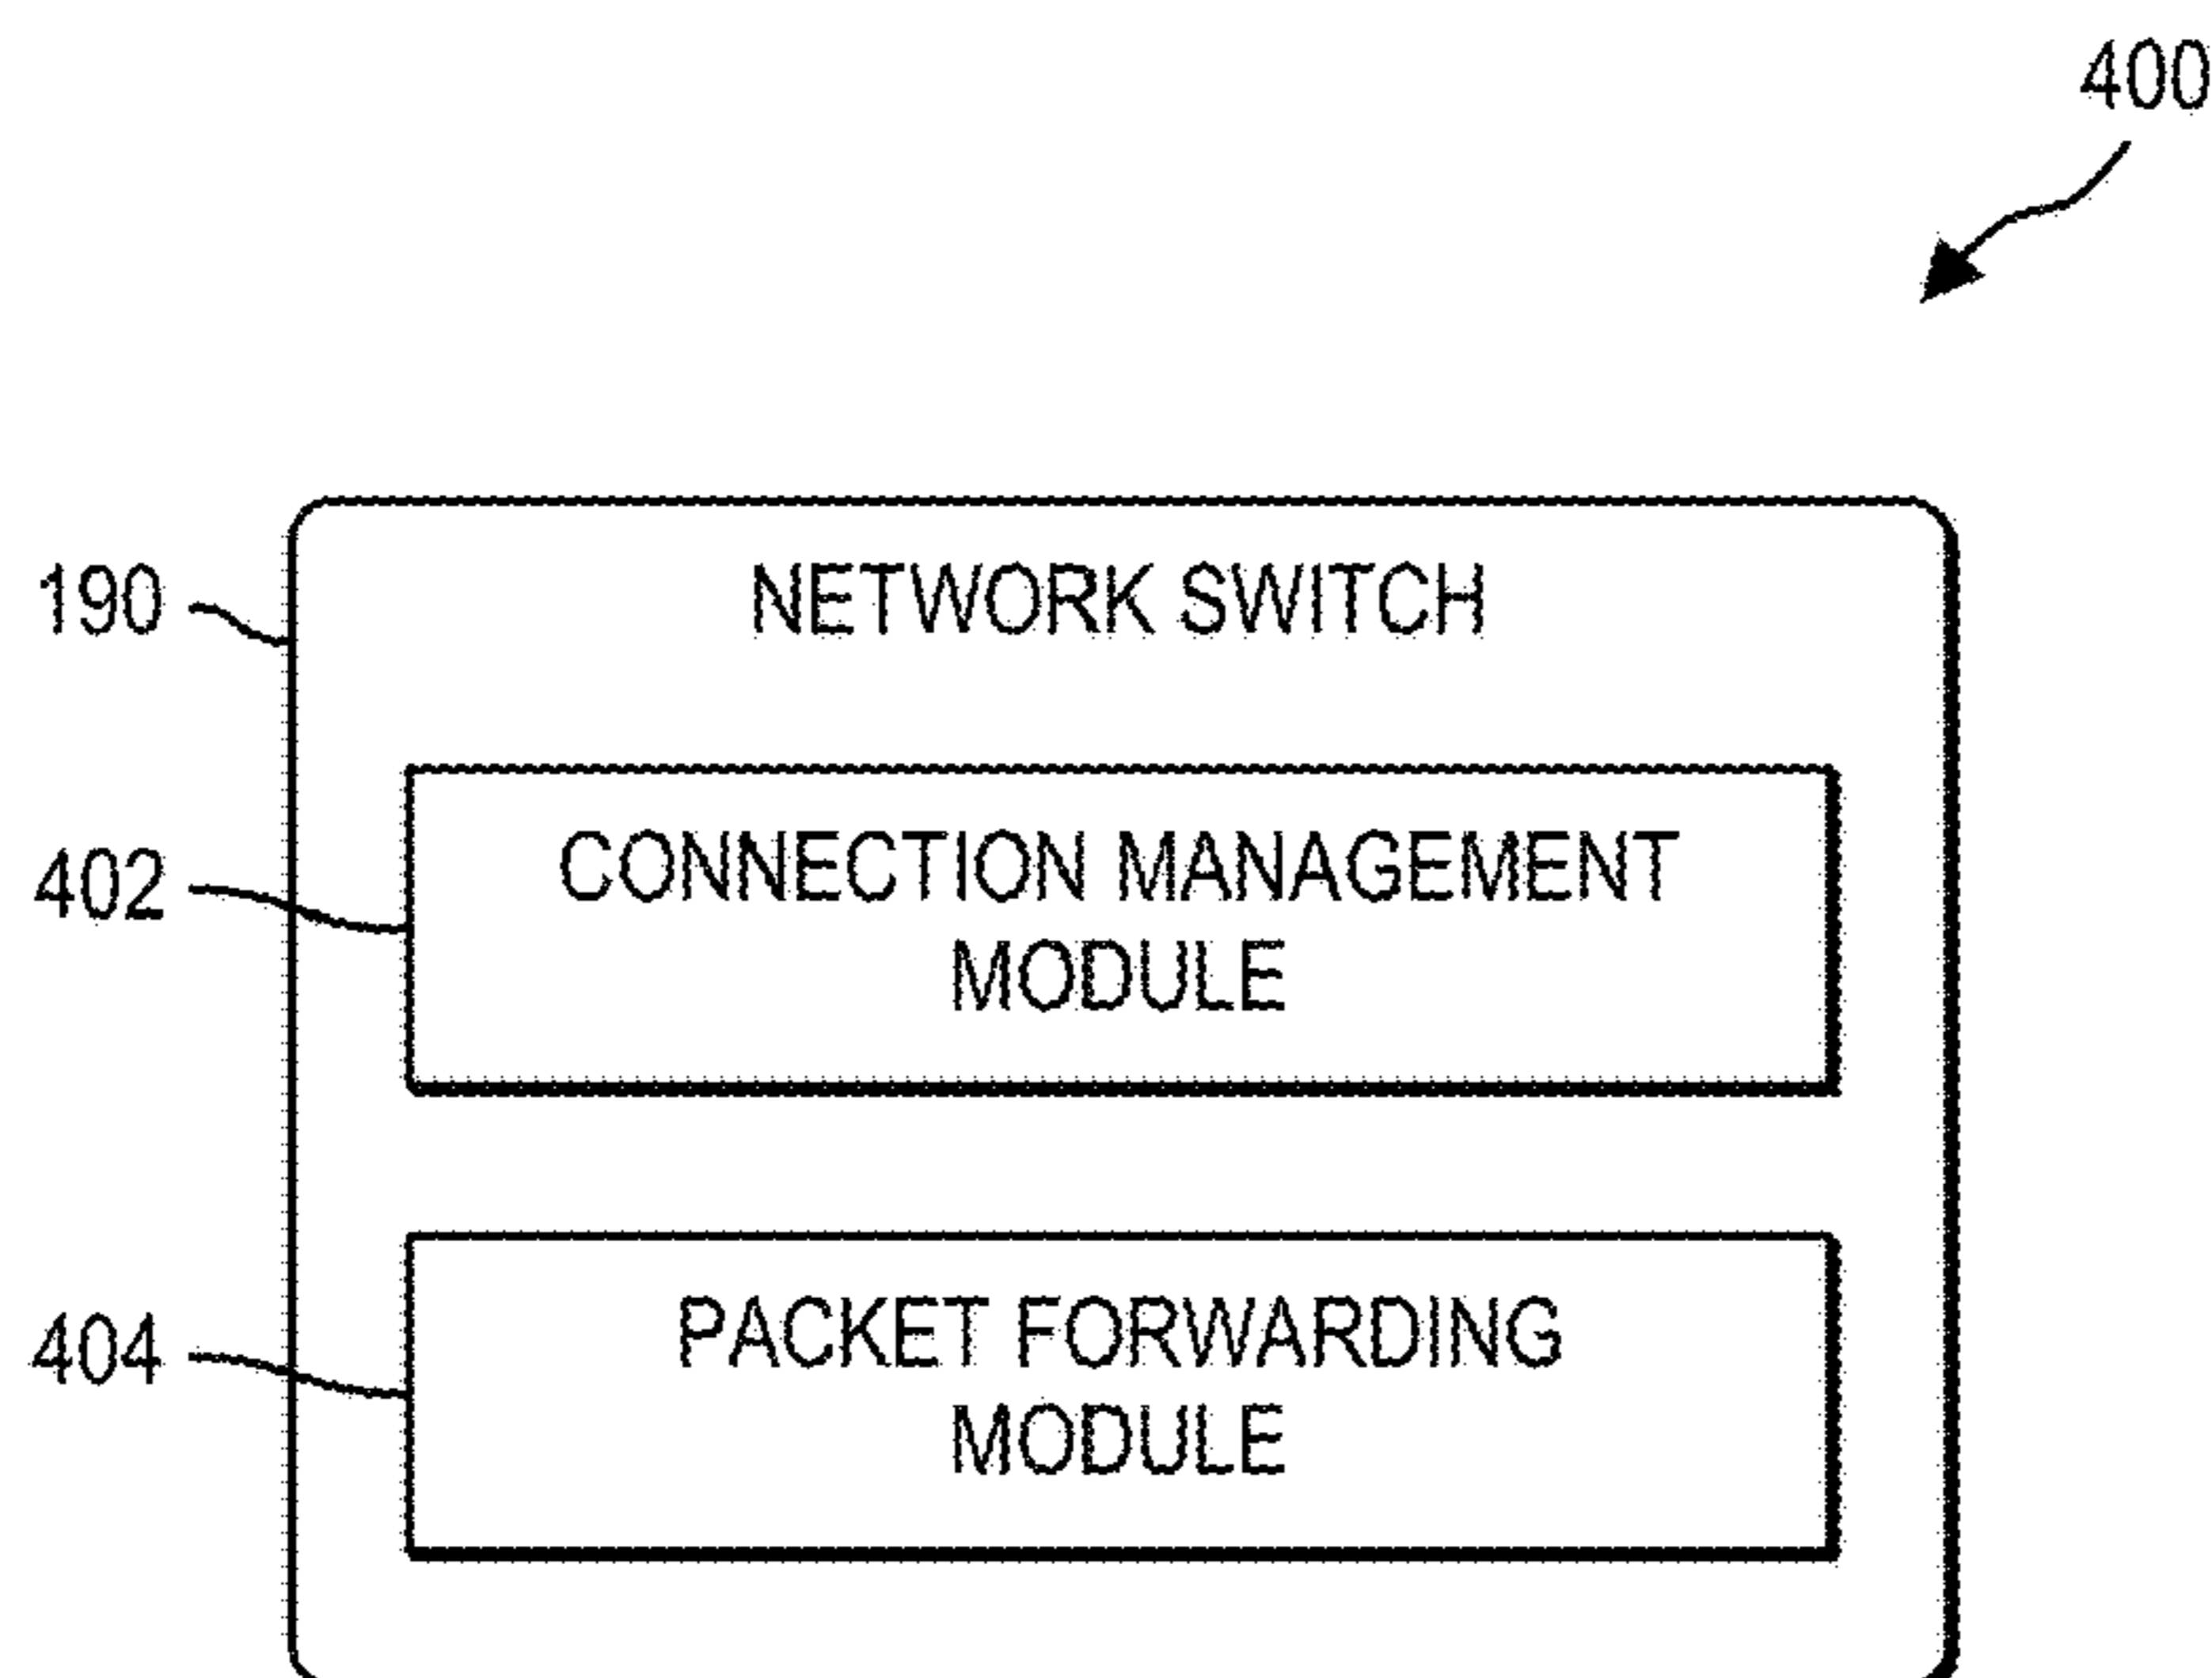 400
190
NETWORK SWITCH
402
CONNECTION MANAGEMENT
MODULE
404
PACKET FORWARDING
MODULE